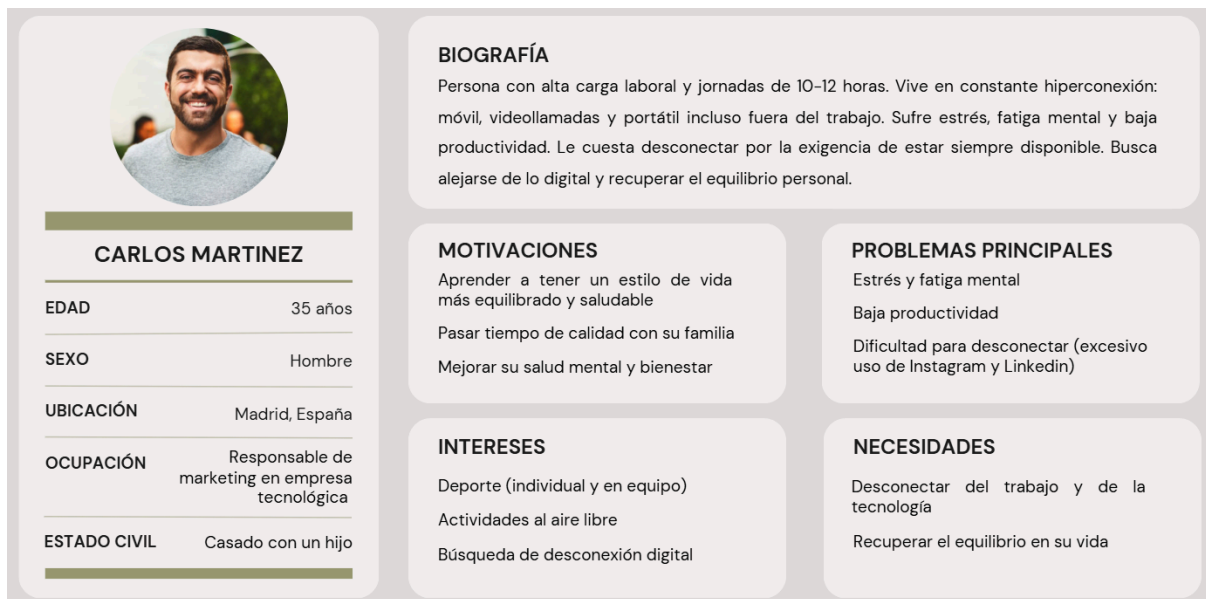 CARLOS MARTINEZ
EDAD 35 años
SEXO Hombre
UBICACIÓN Madrid, España
OCUPACIÓN Responsable de
marketing en empresa
tecnológica
ESTADO CIVIL Casado con un hijo
BIOGRAFÍA
Persona con alta carga laboral y jornadas de 10-12 horas. Vive en constante hiperconexión:
móvil, videollamadas y portátil incluso fuera del trabajo. Sufre estrés, fatiga mental y baja
productividad. Le cuesta desconectar por la exigencia de estar siempre disponible. Busca
alejarse de lo digital y recuperar el equilibrio personal.
MOTIVACIONES
Aprender a tener un estilo de vida
más equilibrado y saludable
Pasar tiempo de calidad con su familia
Mejorar su salud mental y bienestar
PROBLEMAS PRINCIPALES
Estrés y fatiga mental
Baja productividad
Dificultad para desconectar (excesivo
uso de Instagram y Linkedin)
INTERESES
Deporte (individual y en equipo)
Actividades al aire libre
Búsqueda de desconexión digital
NECESIDADES
Desconectar del trabajo y de la
tecnología
Recuperar el equilibrio en su vida